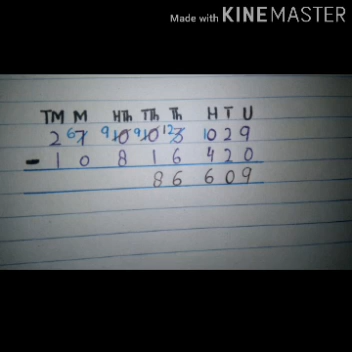 Made with KINEMASTER
TM M HTh TTh Th H T U
2 6 7 9 10 9 10 12 3 10 2 9
- 1 0 8 1 6 4 2 0
8 6 6 0 9